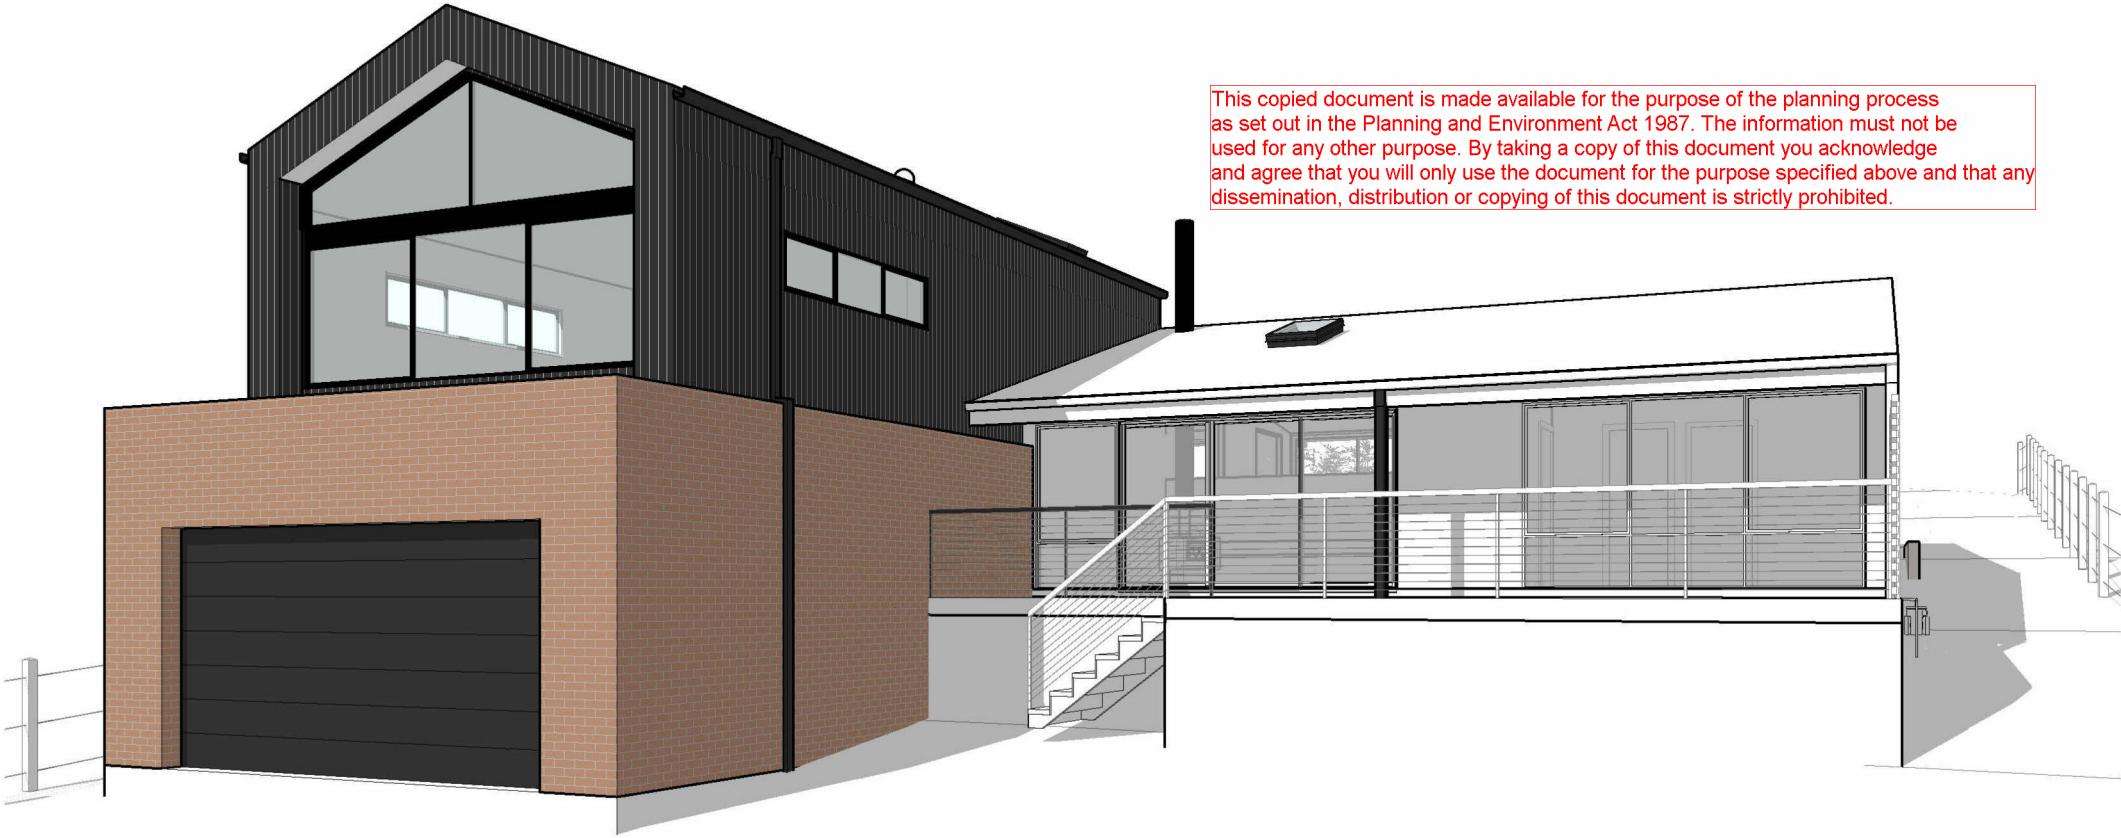 This copied document is made available for the purpose of the planning process
as set out in the Planning and Environment Act 1987. The information must not be
used for any other purpose. By taking a copy of this document you acknowledge
and agree that you will only use the document for the purpose specified above and that any
dissemination, distribution or copying of this document is strictly prohibited.